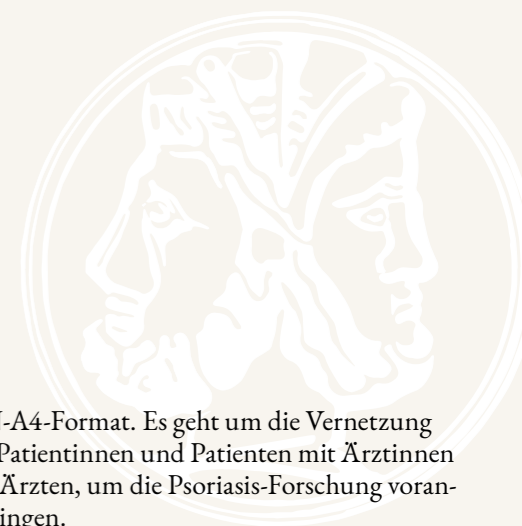 -A4-Format. Es geht um die Vernetzung
Patientinnen und Patienten mit Ärztinnen
Ärzten, um die Psoriasis-Forschung voran-
ingen.